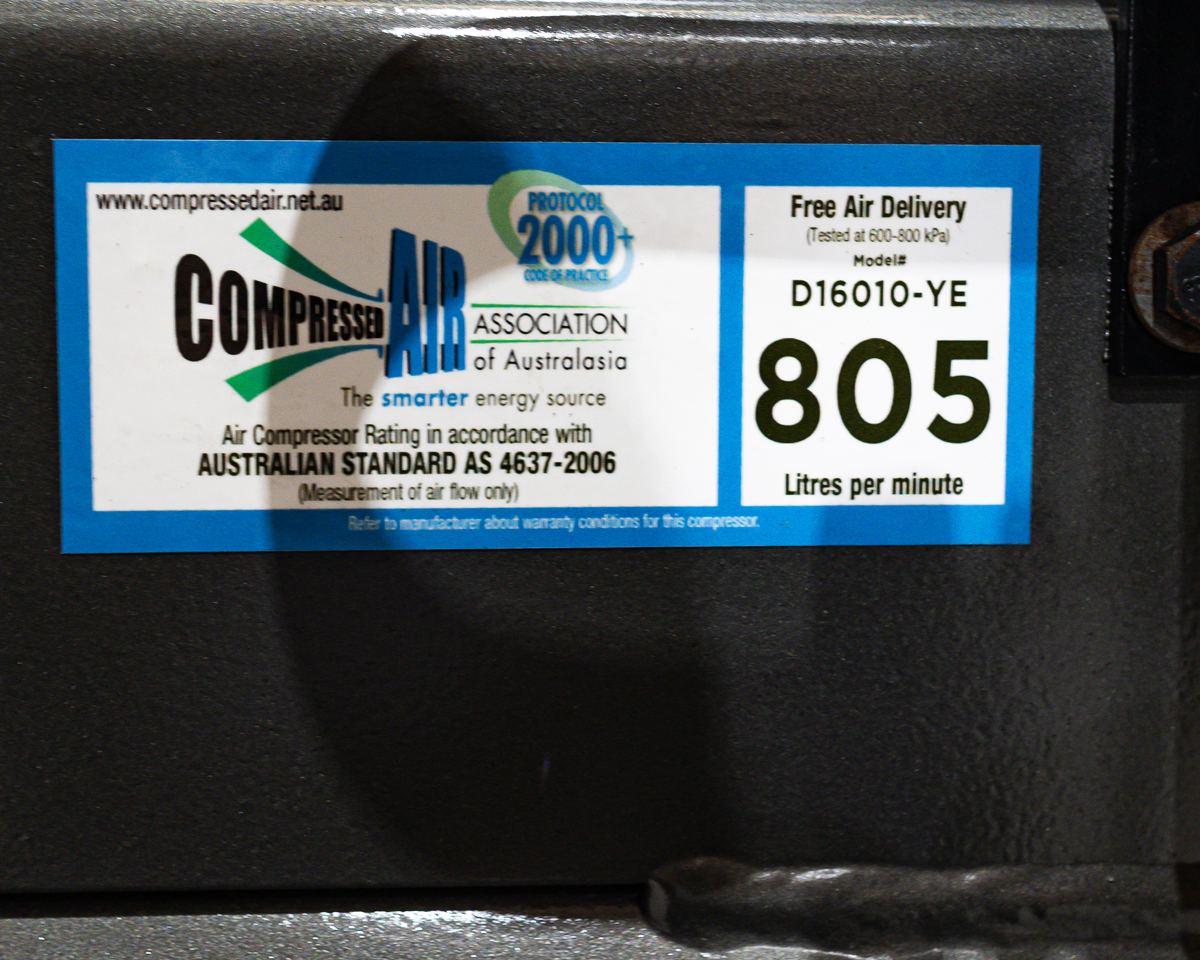 www.compressedair.net.au
PROTOCOL
2000+
CODE OF PRACTICE
COMPRESSED AIR
ASSOCIATION
of Australasia
The smarter energy source
Air Compressor Rating in accordance with
AUSTRALIAN STANDARD AS 4637-2006
(Measurement of air flow only)
Refer to manufacturer about warranty conditions for this compressor.
Free Air Delivery
(Tested at 600-800 kPa)
Model#
D16010-YE
805
Litres per minute